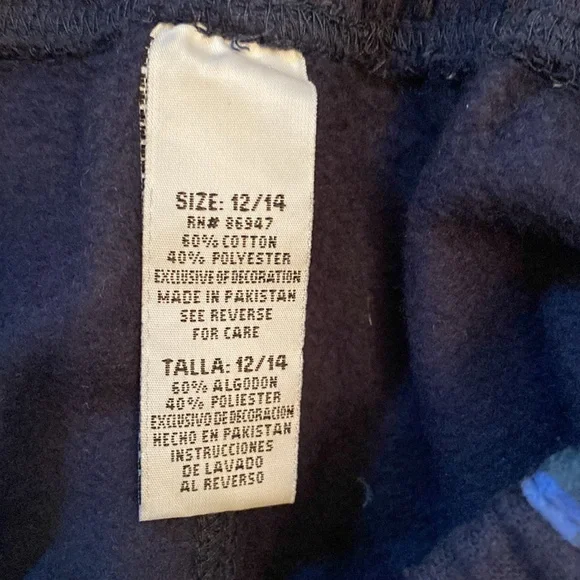 SIZE: 12/14
RN# 86947
60% COTTON
40% POLYESTER
EXCLUSIVE OF DECORATION
MADE IN PAKISTAN
SEE REVERSE
FOR CARE
TALLA: 12/14
60% ALGODON
40% POLIESTER
EXCLUSIVO DE DECORACION
HECHO EN PAKISTAN
INSTRUCCIONES
DE LAVADO
AL REVERSO